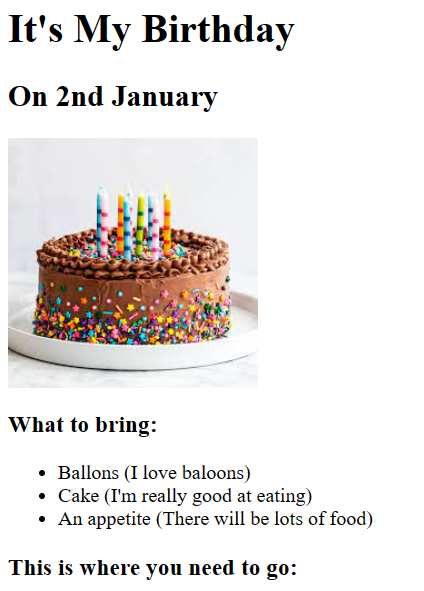 It's My Birthday
On 2nd January
What to bring:
Ballons (I love baloons)
Cake (I'm really good at eating)
An appetite (There will be lots of food)
This is where you need to go: